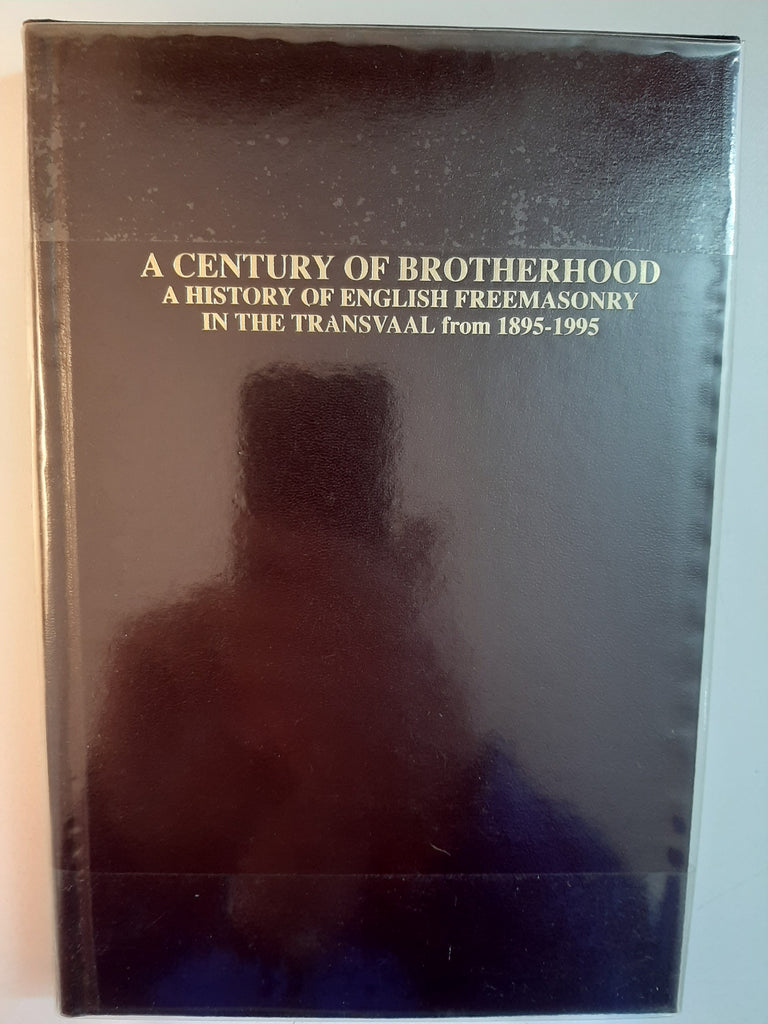 A CENTURY OF BROTHERHOOD
A HISTORY OF ENGLISH FREEMASONRY
IN THE TRANSVAAL from 1895-1995